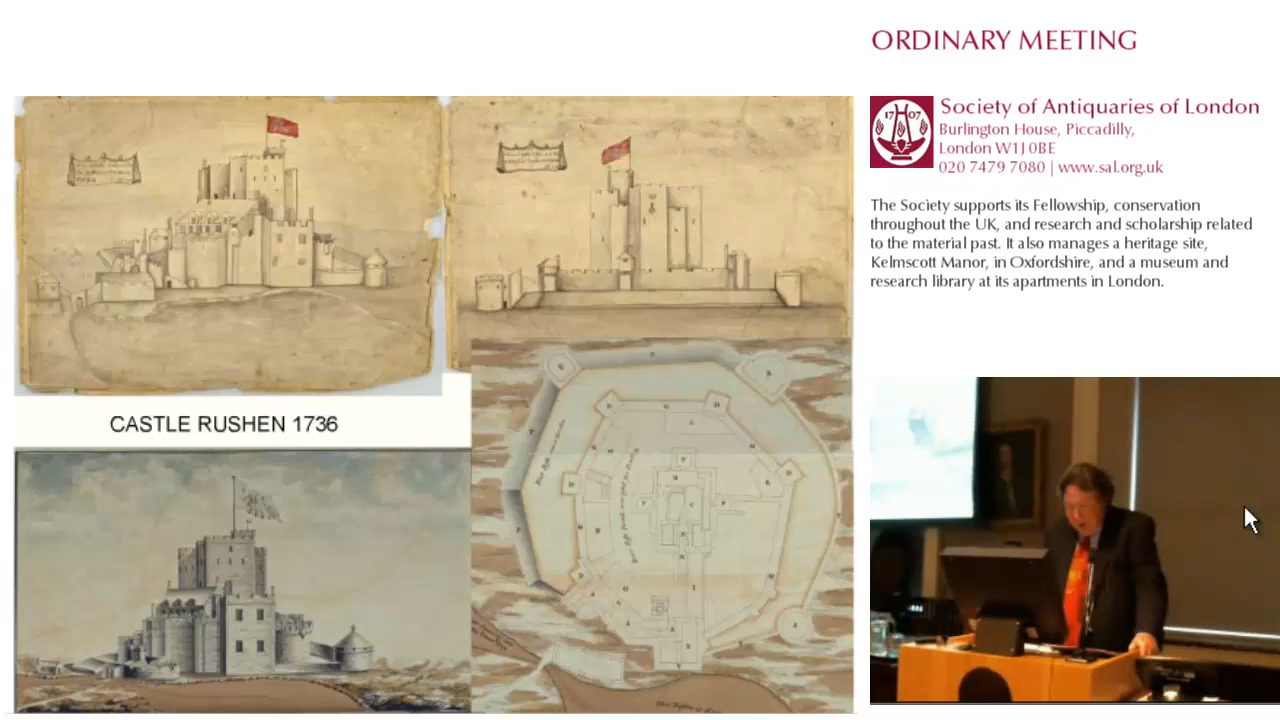 ORDINARY MEETING
17 07
Society of Antiquaries of London
Burlington House, Piccadilly,
London W1J 0BE
020 7479 7080 | www.sal.org.uk
The Society supports its Fellowship, conservation
throughout the UK, and research and scholarship related
to the material past. It also manages a heritage site,
Kelmscott Manor, in Oxfordshire, and a museum and
research library at its apartments in London.
CASTLE RUSHEN 1736